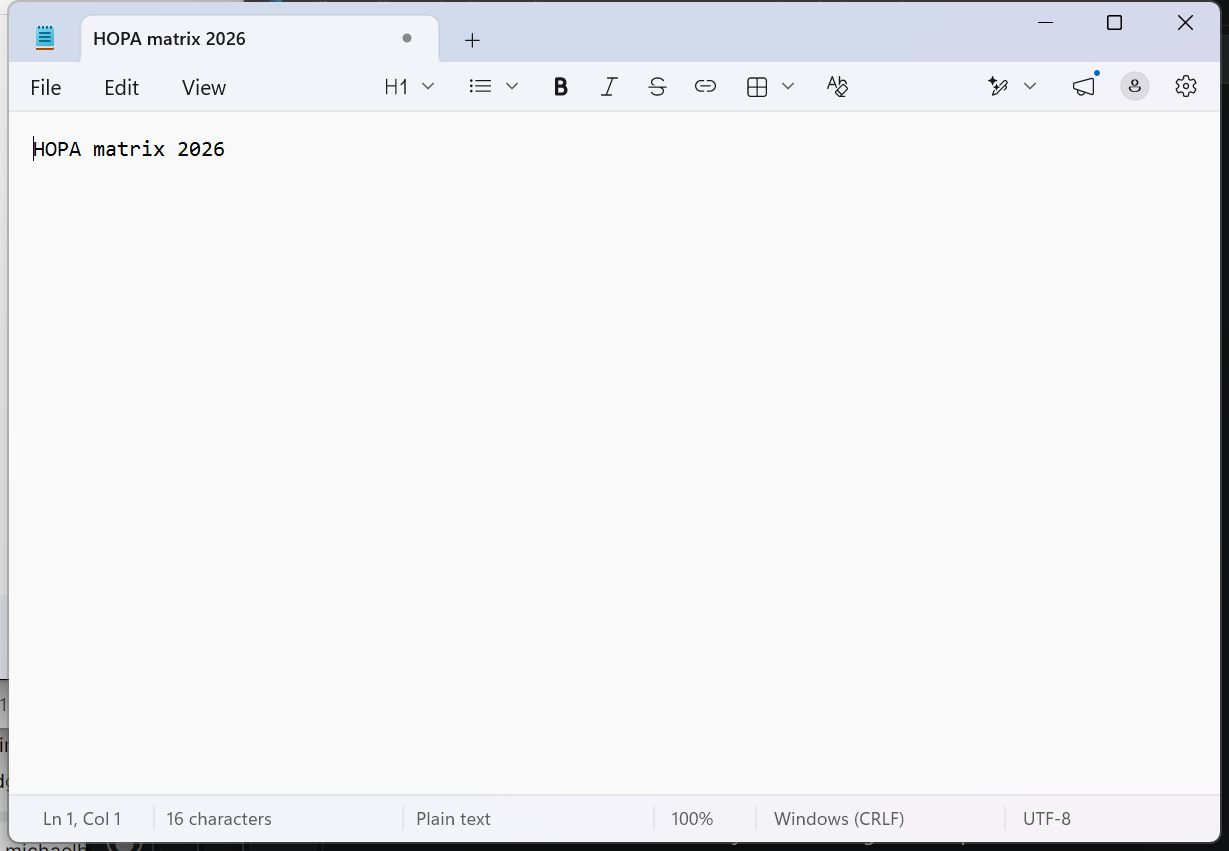 HOPA matrix 2026
File Edit View H1
HOPA matrix 2026
Ln 1, Col 1 16 characters Plain text 100% Windows (CRLF) UTF-8